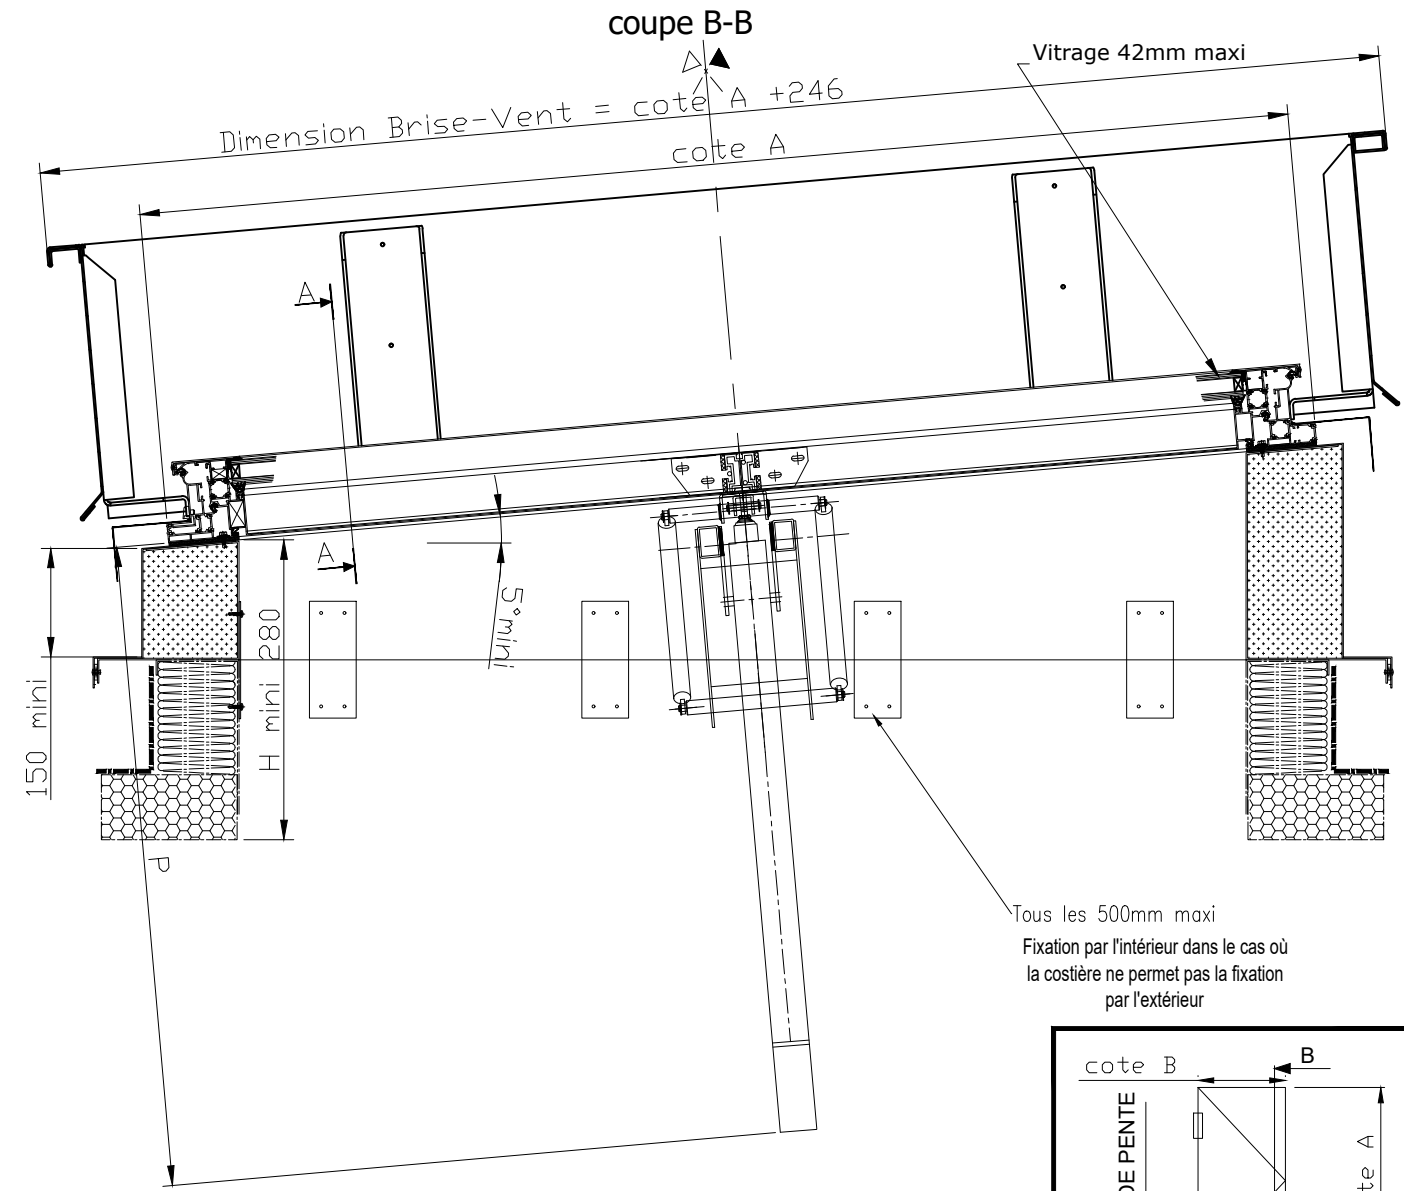 coupe B-B
Vitrage 42mm maxi
Dimension Brise-Vent = cote A +246
cote A
A
A
5°mini
150 mini
H mini 280
P
Tous les 500mm maxi
Fixation par l'intérieur dans le cas où
la costière ne permet pas la fixation
par l'extérieur
cote B
B
DE PENTE
te A